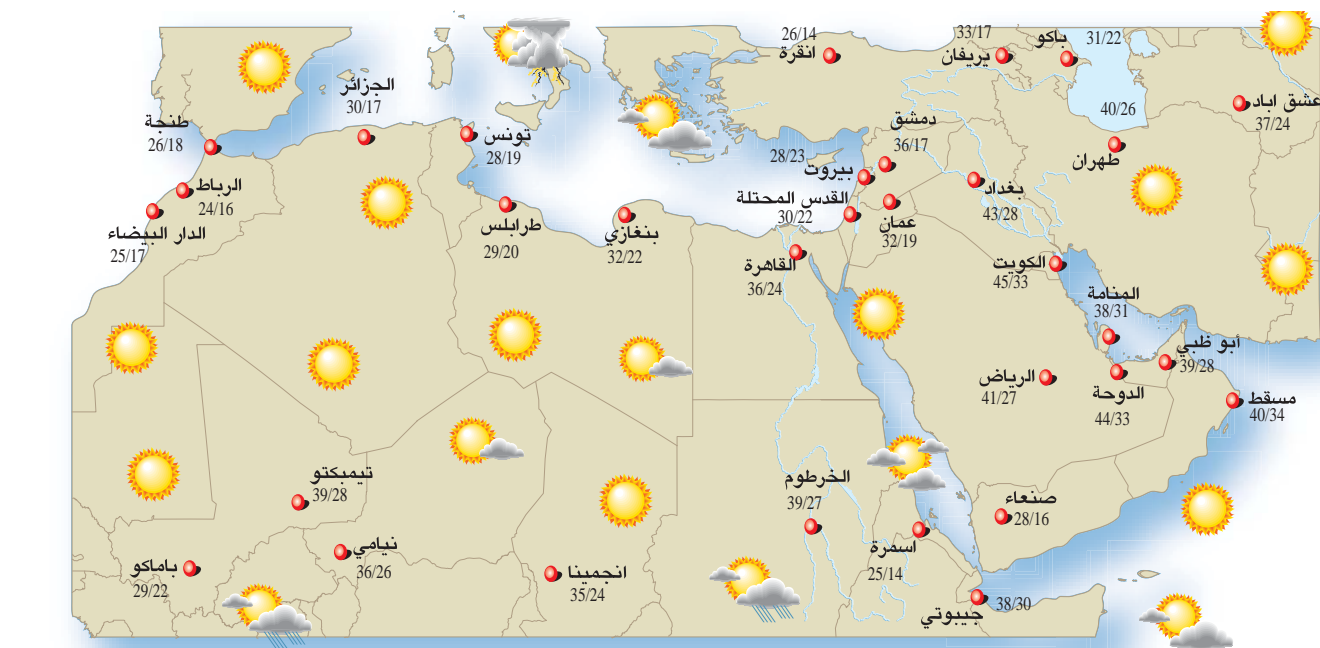 26/14
انقرة
33/17
يريفان
باكو
31/22
عشق اباد
37/24
40/26
طهران
الجزائر
30/17
طنجة
26/18
تونس
28/19
دمشق
36/17
28/23
بيروت
بغداد
43/28
الرباط
24/16
القدس المحتلة
30/22
عمان
32/19
الدار البيضاء
25/17
طرابلس
29/20
بنغازي
32/22
القاهرة
36/24
الكويت
45/33
المنامة
38/31
أبو ظبي
39/28
الرياض
41/27
الدوحة
44/33
مسقط
40/34
تيمبكتو
39/28
الخرطوم
39/27
صنعاء
28/16
نيامي
36/26
اسمرة
25/14
باماكو
29/22
انجمينا
35/24
38/30
جيبوتي